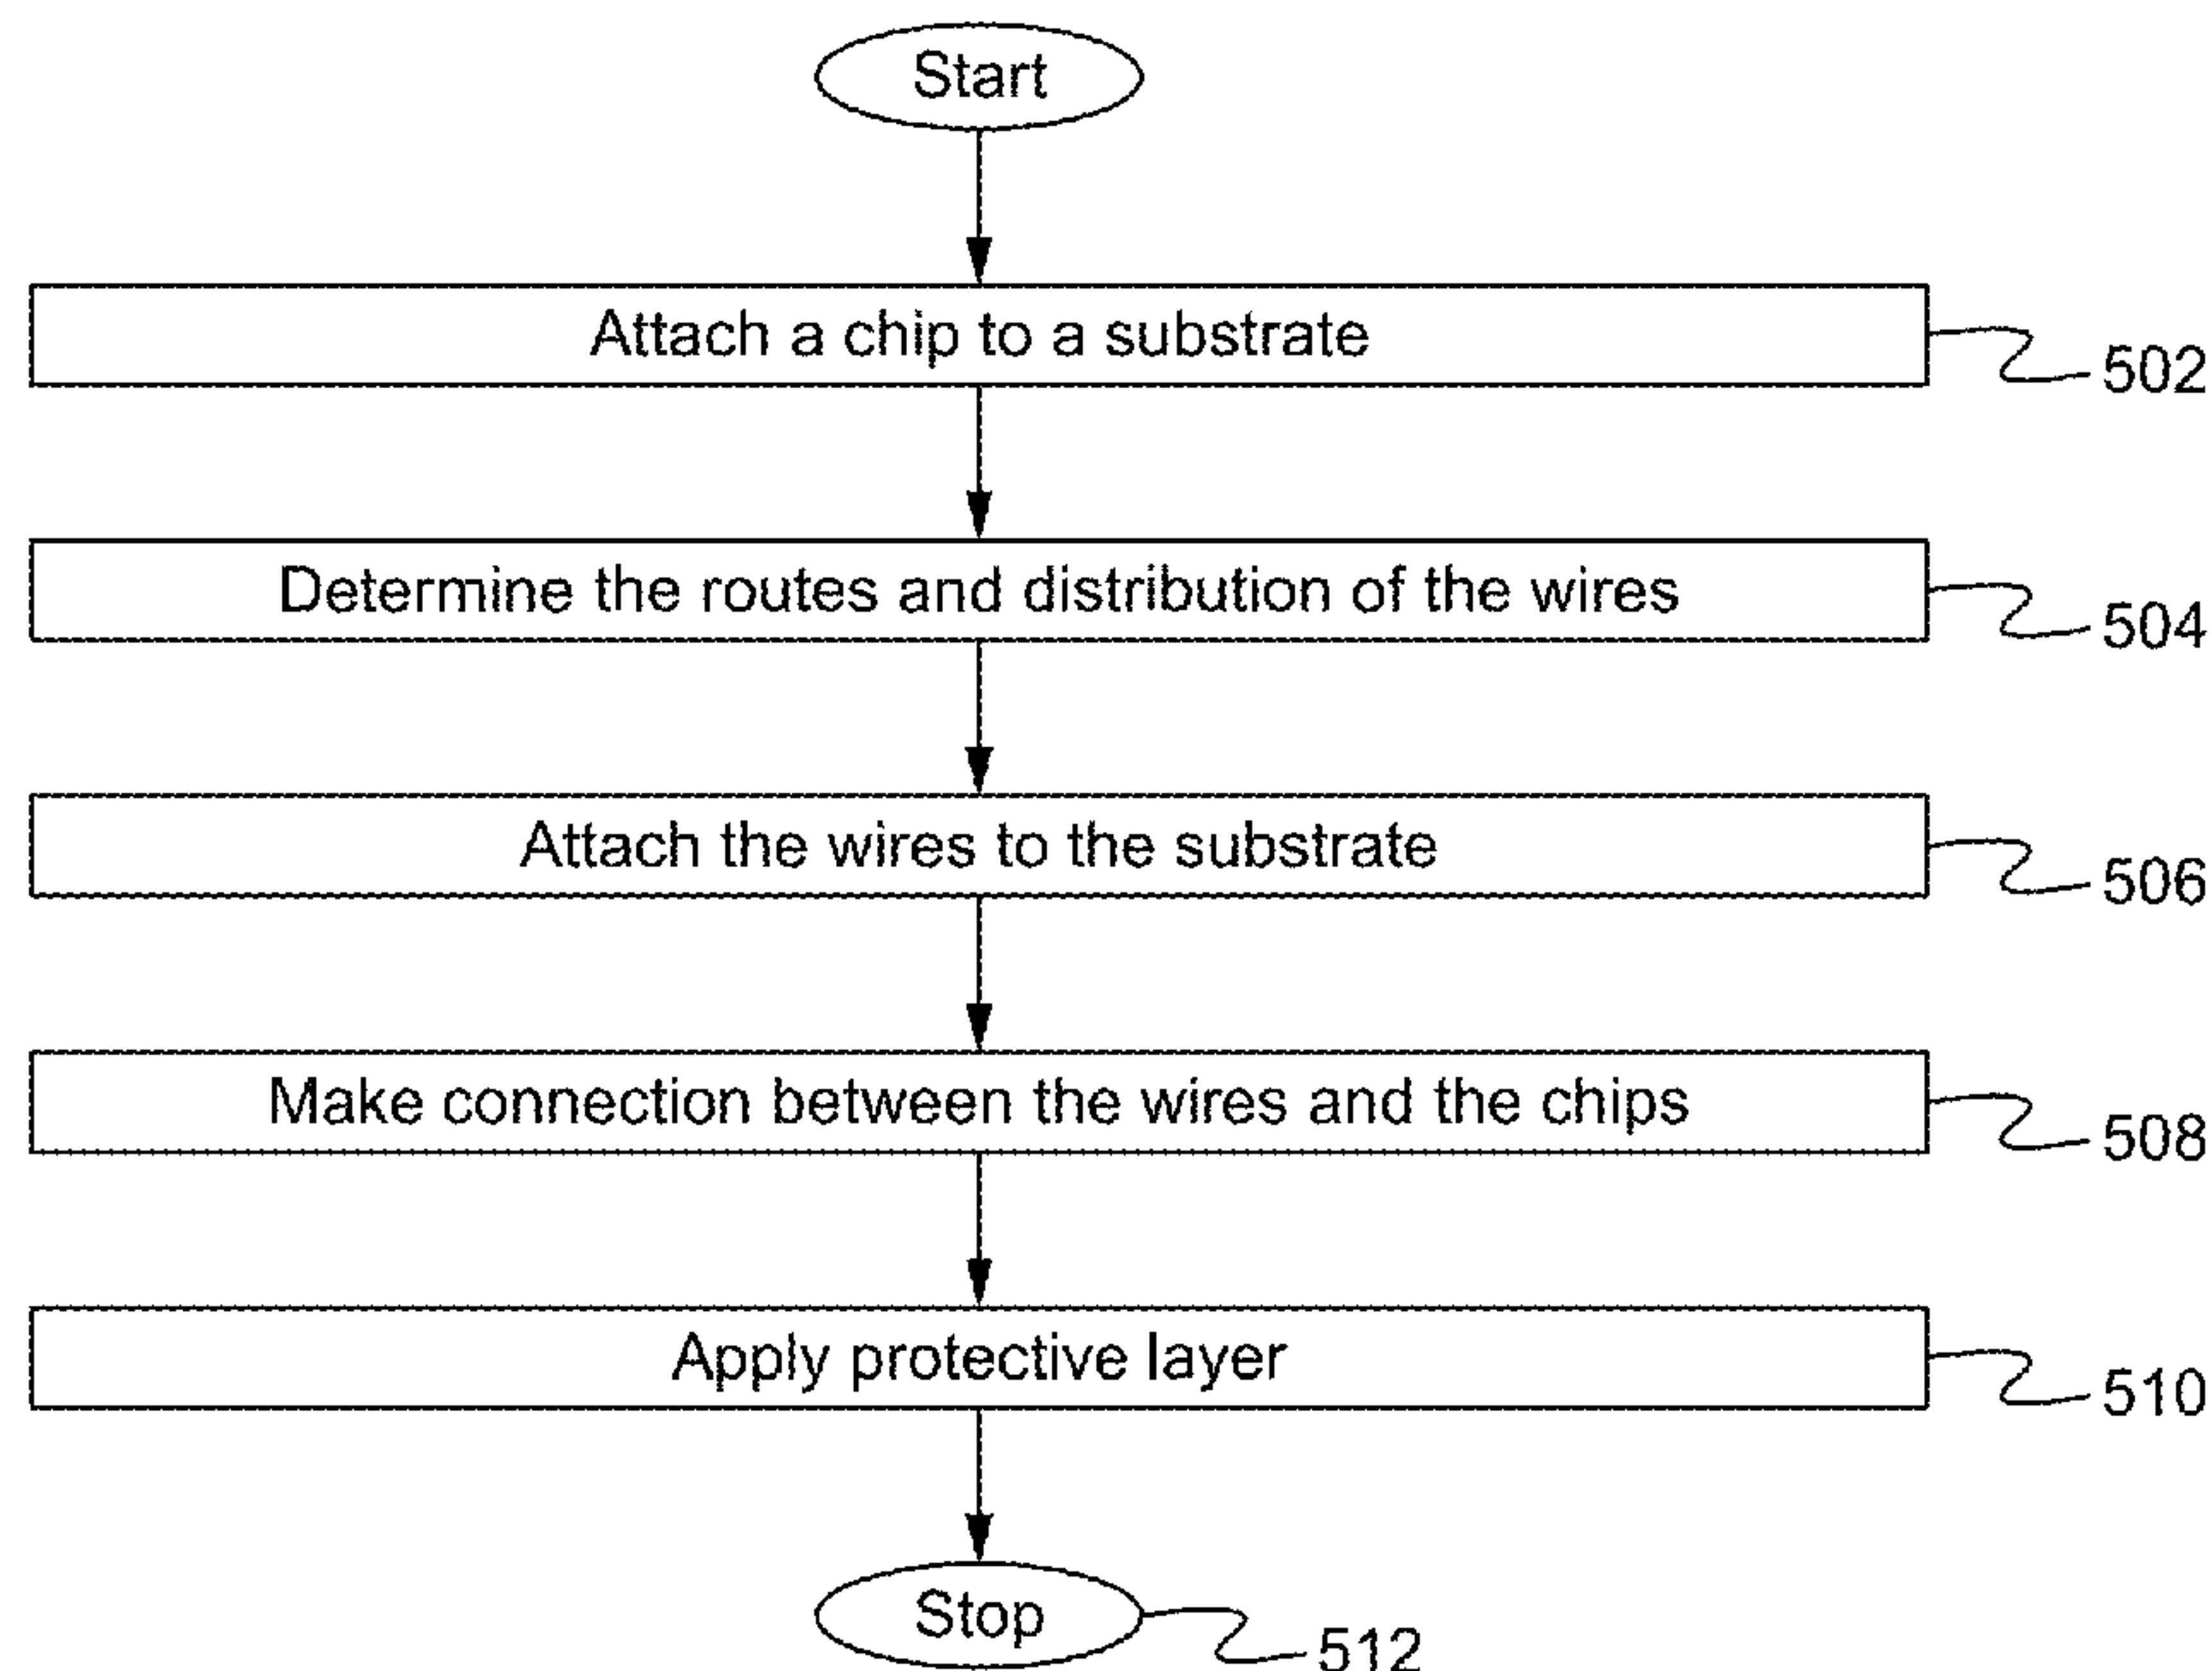 Start
Attach a chip to a substrate
502
Determine the routes and distribution of the wires
504
Attach the wires to the substrate
506
Make connection between the wires and the chips
508
Apply protective layer
510
Stop
512